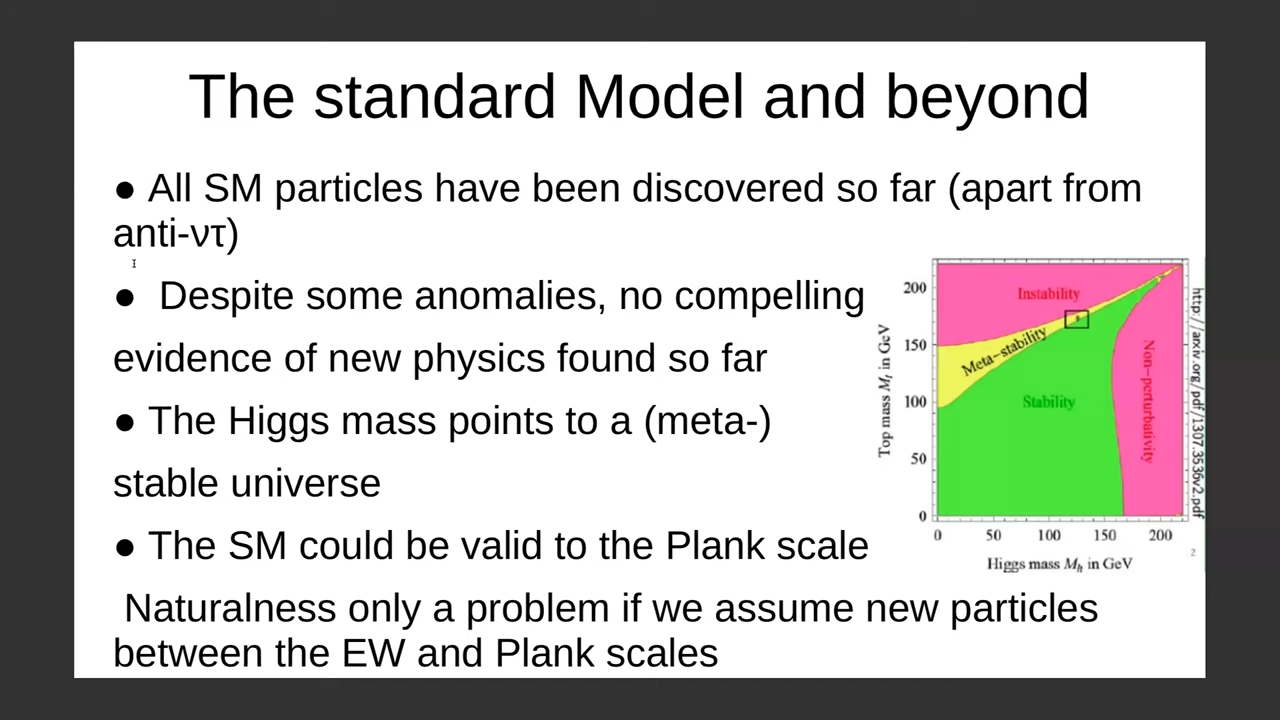 The standard Model and beyond
● All SM particles have been discovered so far (apart from
anti-ντ)
● Despite some anomalies, no compelling
evidence of new physics found so far
● The Higgs mass points to a (meta-)
stable universe
● The SM could be valid to the Plank scale
Naturalness only a problem if we assume new particles
between the EW and Plank scales
200
150
100
50
0
0 50 100 150 200
Top mass Mt in GeV
Higgs mass Mh in GeV
Instability
Meta-stability
Stability
Non-perturbativity
http://arxiv.org/pdf/1307.3536v2.pdf
2